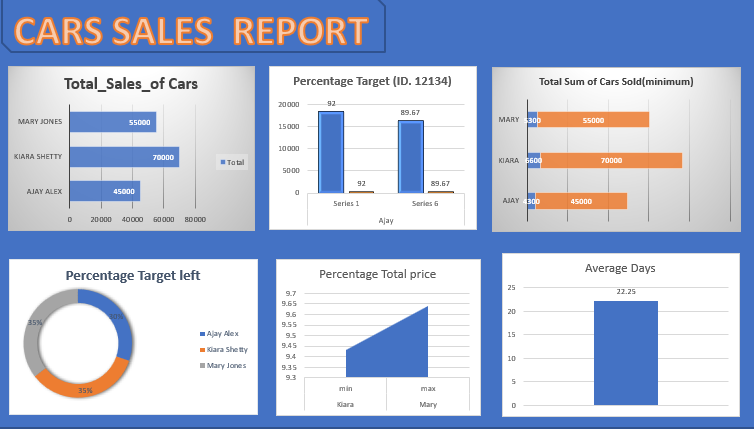 CARS SALES REPORT
Total_Sales_of Cars
MARY JONES
55000
KIARA SHETTY
70000
Total
AJAY ALEX
45000
0 20000 40000 60000 80000
Percentage Target (ID. 12134)
20000
15000
10000
5000
0
92
89.67
92
89.67
Series 1
Series 6
Ajay
Total Sum of Cars Sold(minimum)
MARY
5300
55000
KIARA
6600
70000
AJAY
4300
45000
Percentage Target left
30%
35%
35%
Ajay Alex
Kiara Shetty
Mary Jones
Percentage Total price
9.7
9.65
9.6
9.55
9.5
9.45
9.4
9.35
9.3
min
max
Kiara
Mary
Average Days
25
20
15
10
5
0
22.25